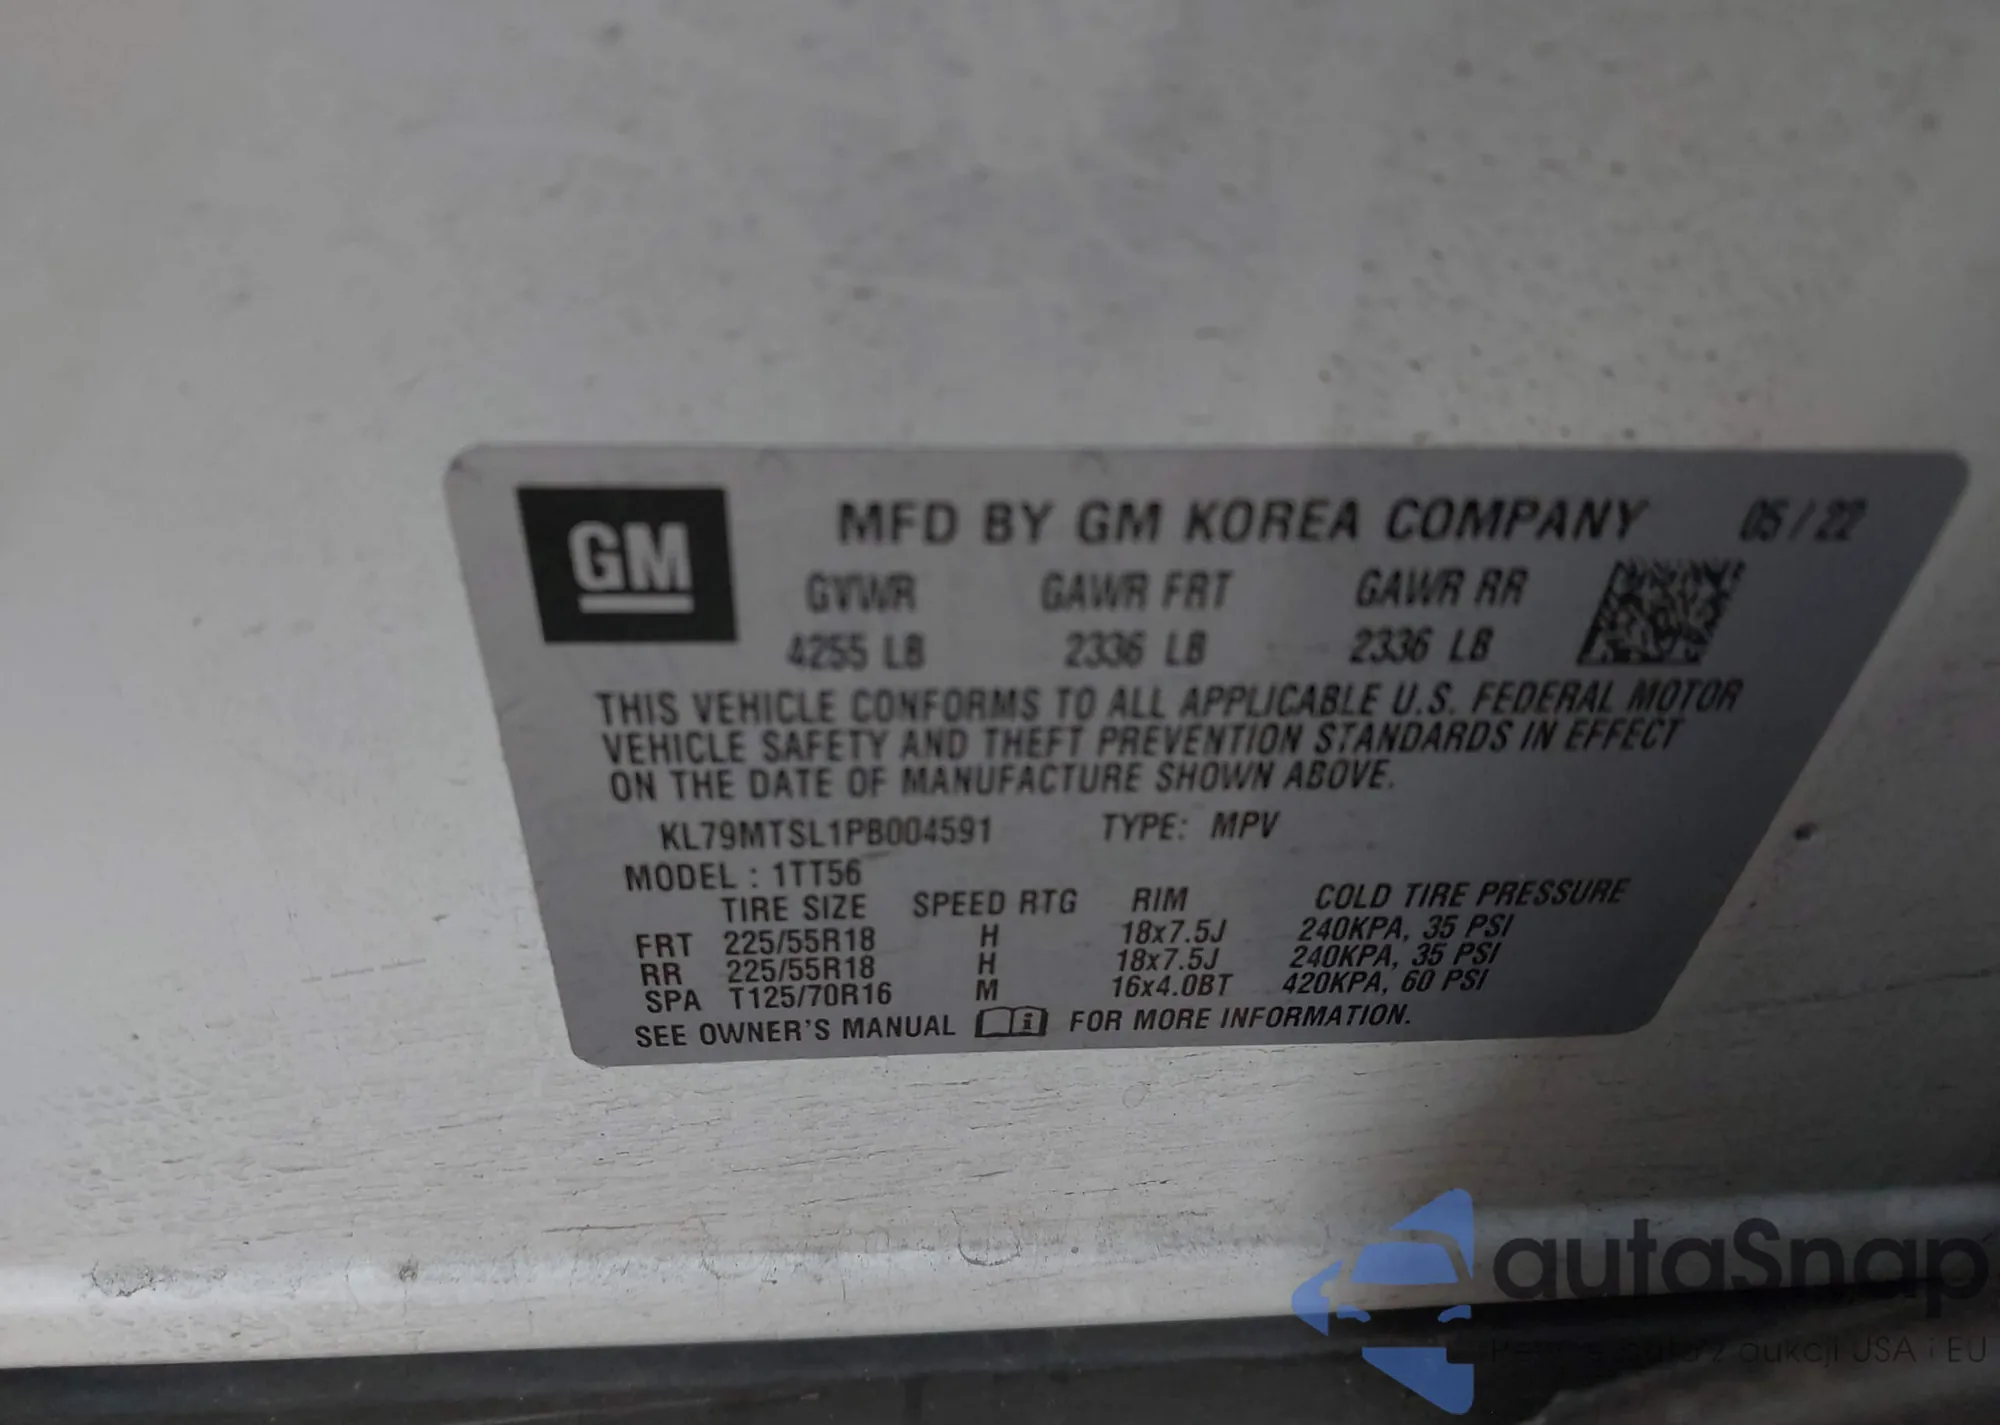 GM
MFD BY GM KOREA COMPANY 05/22
GVWR GAWR FRT GAWR RR
4255 LB 2336 LB 2336 LB
THIS VEHICLE CONFORMS TO ALL APPLICABLE U.S. FEDERAL MOTOR
VEHICLE SAFETY AND THEFT PREVENTION STANDARDS IN EFFECT
ON THE DATE OF MANUFACTURE SHOWN ABOVE.
KL79MTSL1PB004591 TYPE: MPV
MODEL : 1TT56
TIRE SIZE SPEED RTG RIM COLD TIRE PRESSURE
FRT 225/55R18 H 18x7.5J 240KPA, 35 PSI
RR 225/55R18 H 18x7.5J 240KPA, 35 PSI
SPA T125/70R16 M 16x4.0BT 420KPA, 60 PSI
SEE OWNER'S MANUAL FOR MORE INFORMATION.
autaSnap
z aukcji USA i EU